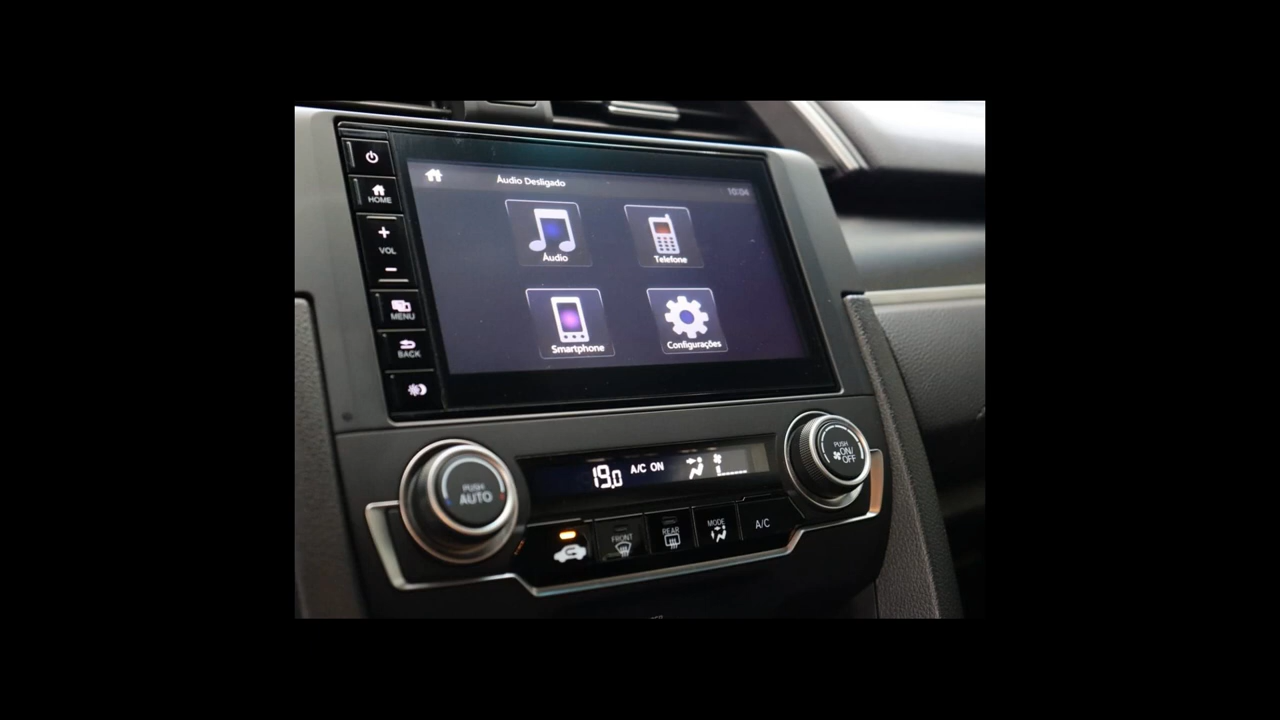 Áudio Desligado
10:04
HOME
+
VOL
-
MENU
BACK
Áudio
Telefone
Smartphone
Configurações
PUSH
AUTO
19.0
A/C ON
PUSH
ON/
OFF
FRONT
REAR
MODE
A/C